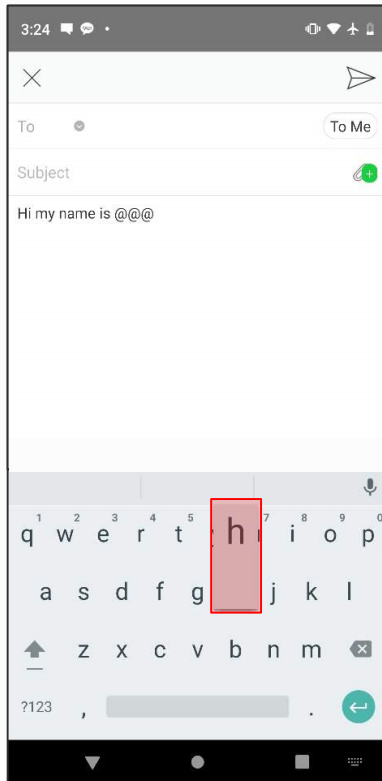 3:24
To To Me
Subject
Hi my name is @@@
1 2 3 4 5 7 8 9 0
q w e r t h i o p
a s d f g j k l
z x c v b n m
?123 , .